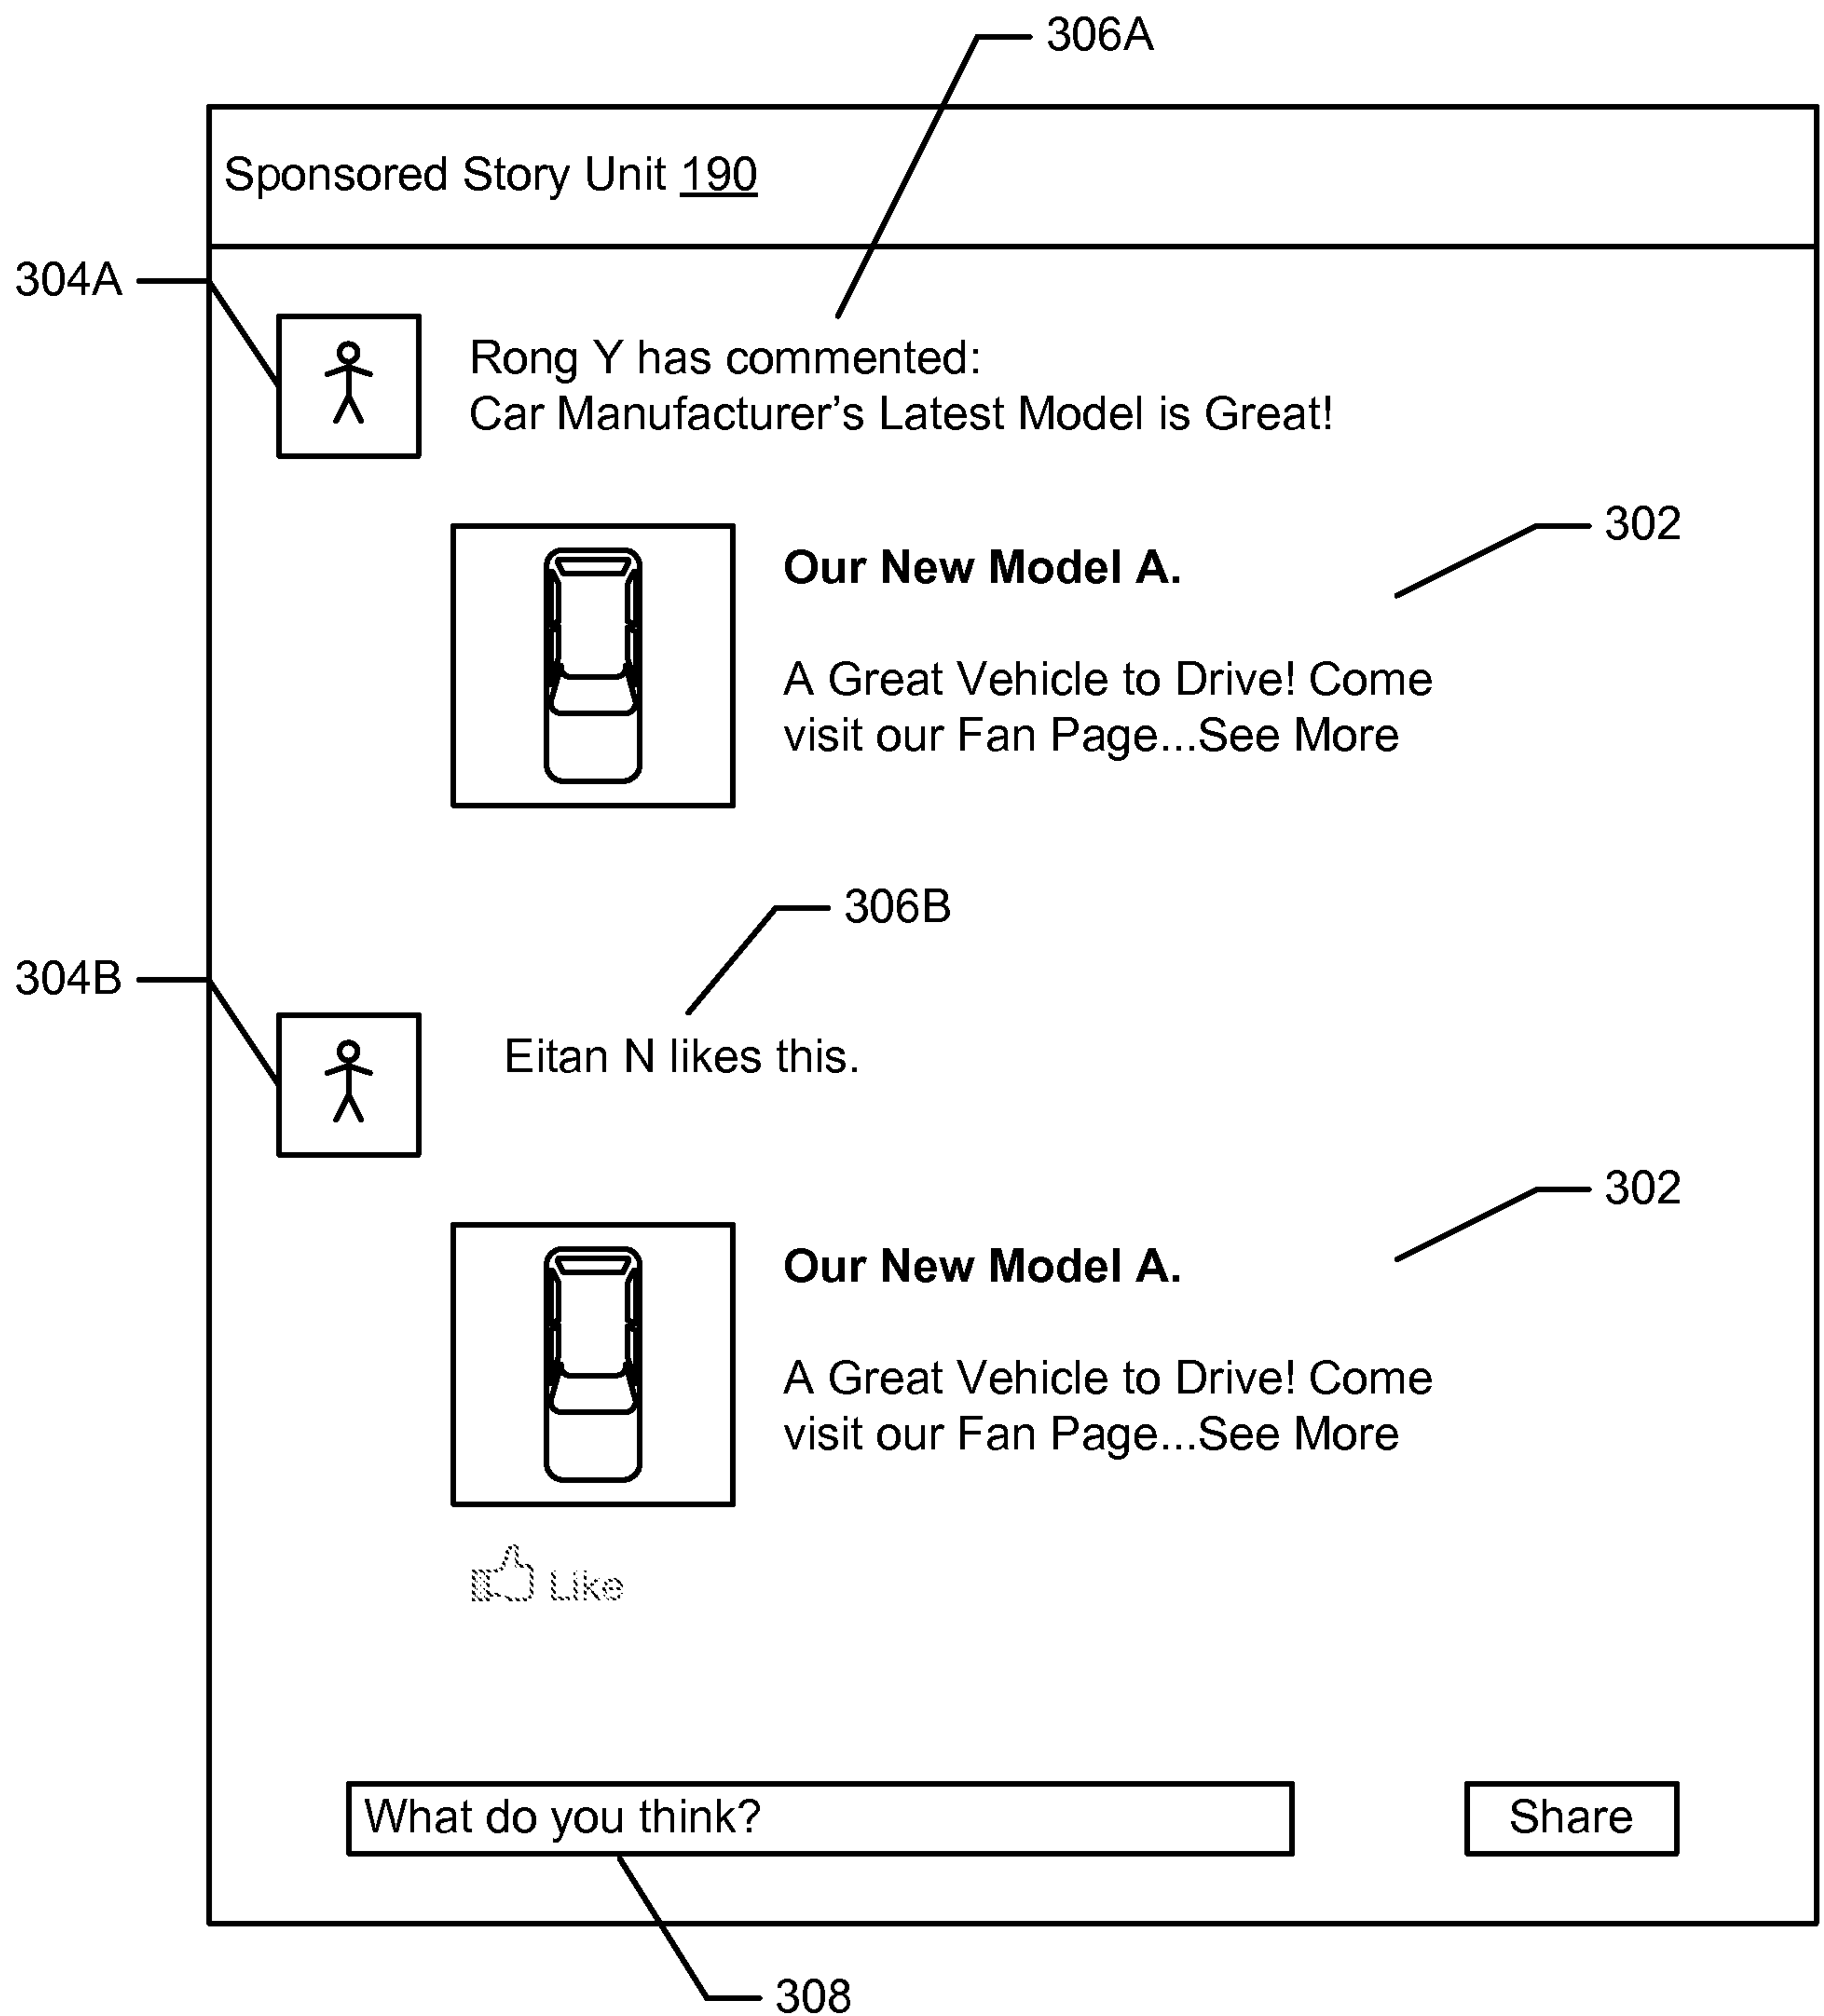 306A
Sponsored Story Unit 190
304A
Rong Y has commented:
Car Manufacturer’s Latest Model is Great!
302
Our New Model A.
A Great Vehicle to Drive! Come
visit our Fan Page...See More
306B
304B
Eitan N likes this.
302
Our New Model A.
A Great Vehicle to Drive! Come
visit our Fan Page...See More
Like
What do you think?
Share
308